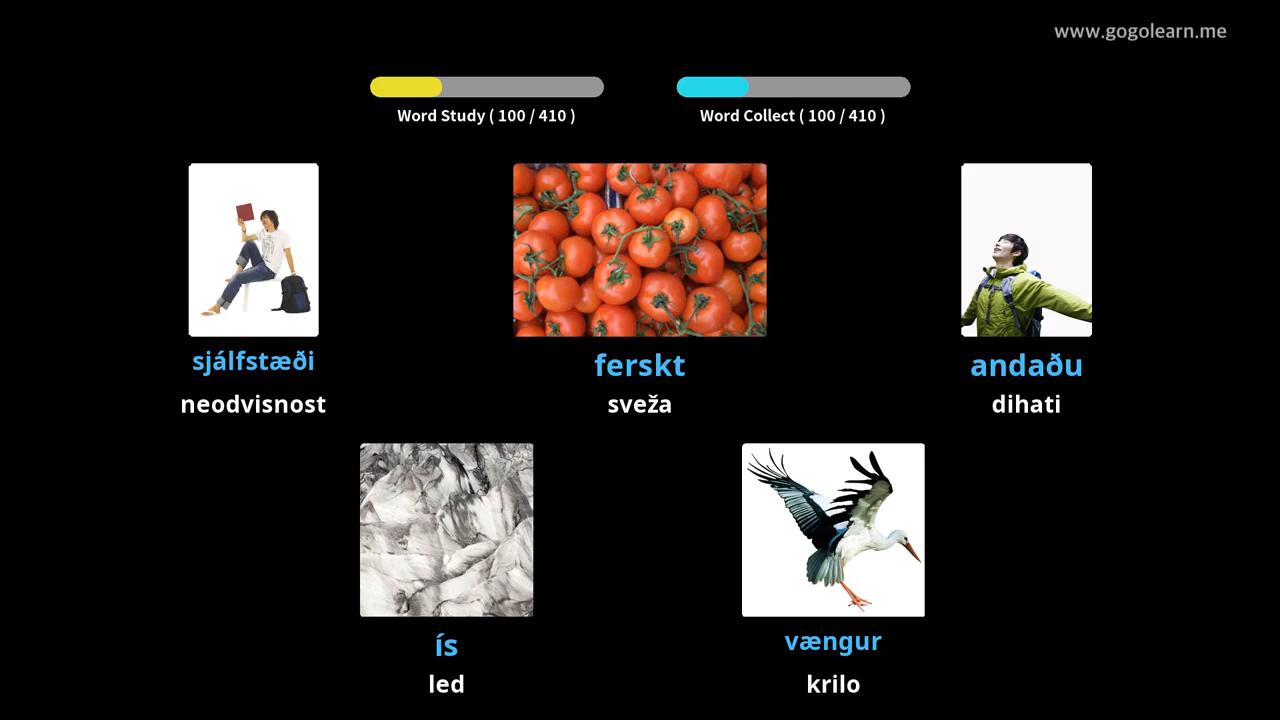 www.gogolearn.me
Word Study ( 100 / 410 )
Word Collect ( 100 / 410 )
sjálfstæði
neodvisnost
ferskt
sveža
andaðu
dihati
ís
led
vængur
krilo